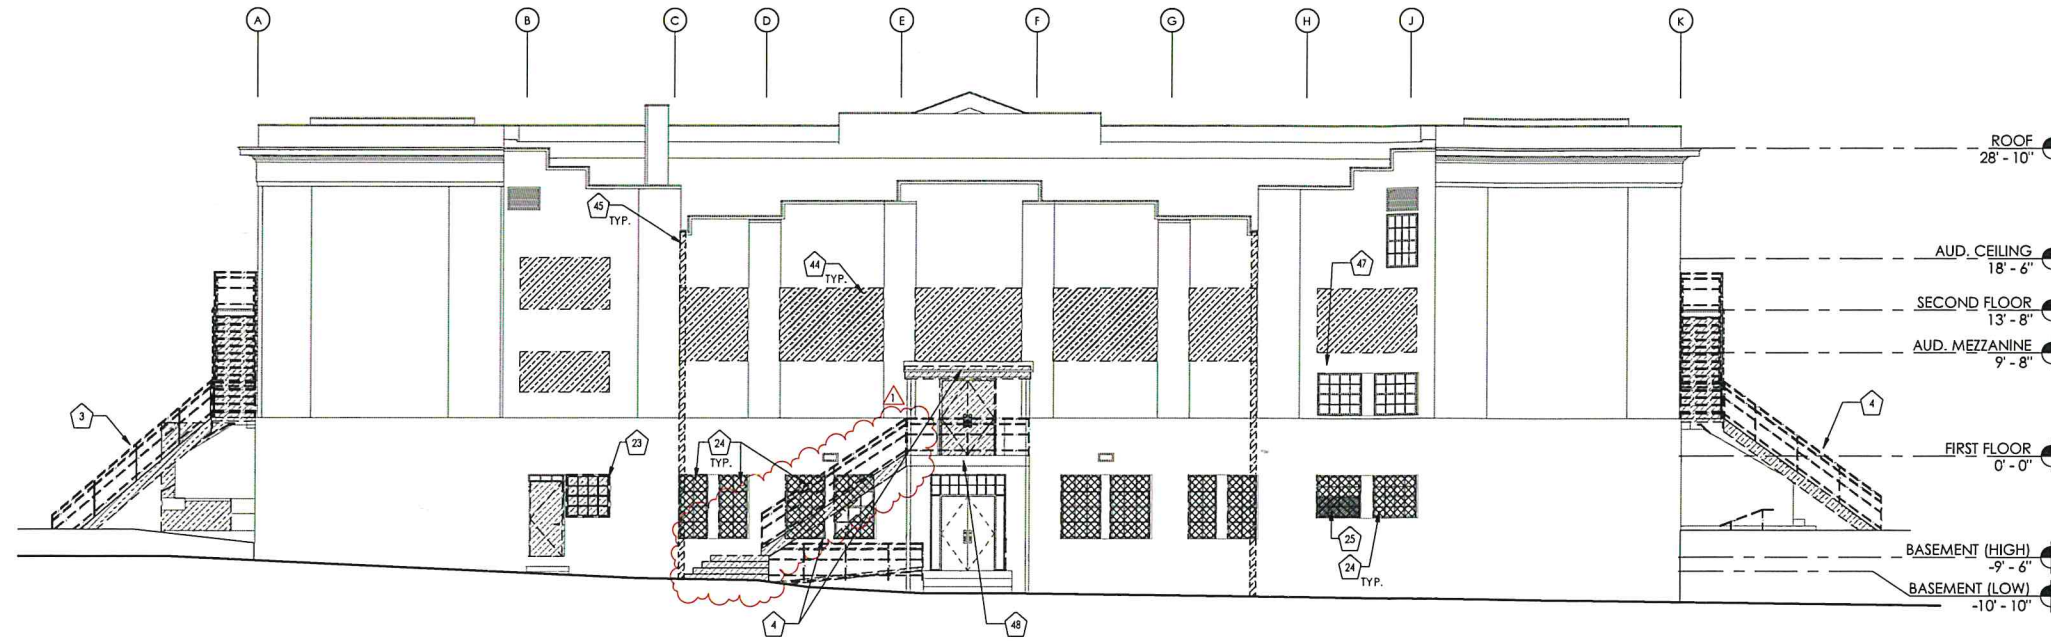 A B C D E F G H J K
ROOF
28' - 10"
45
TYP.
44
TYP.
47
AUD. CEILING
18' - 6"
SECOND FLOOR
13' - 8"
AUD. MEZZANINE
9' - 8"
1
3
4
23
24
TYP.
FIRST FLOOR
0' - 0"
25
24
TYP.
BASEMENT (HIGH)
-9' - 6"
BASEMENT (LOW)
-10' - 10"
4
48